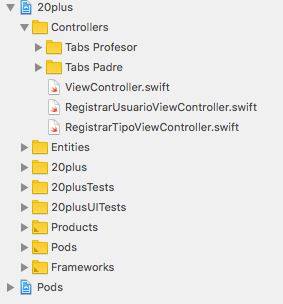 20plus
Controllers
Tabs Profesor
Tabs Padre
ViewController.swift
RegistrarUsuarioViewController.swift
RegistrarTipoViewController.swift
Entities
20plus
20plusTests
20plusUITests
Products
Pods
Frameworks
Pods